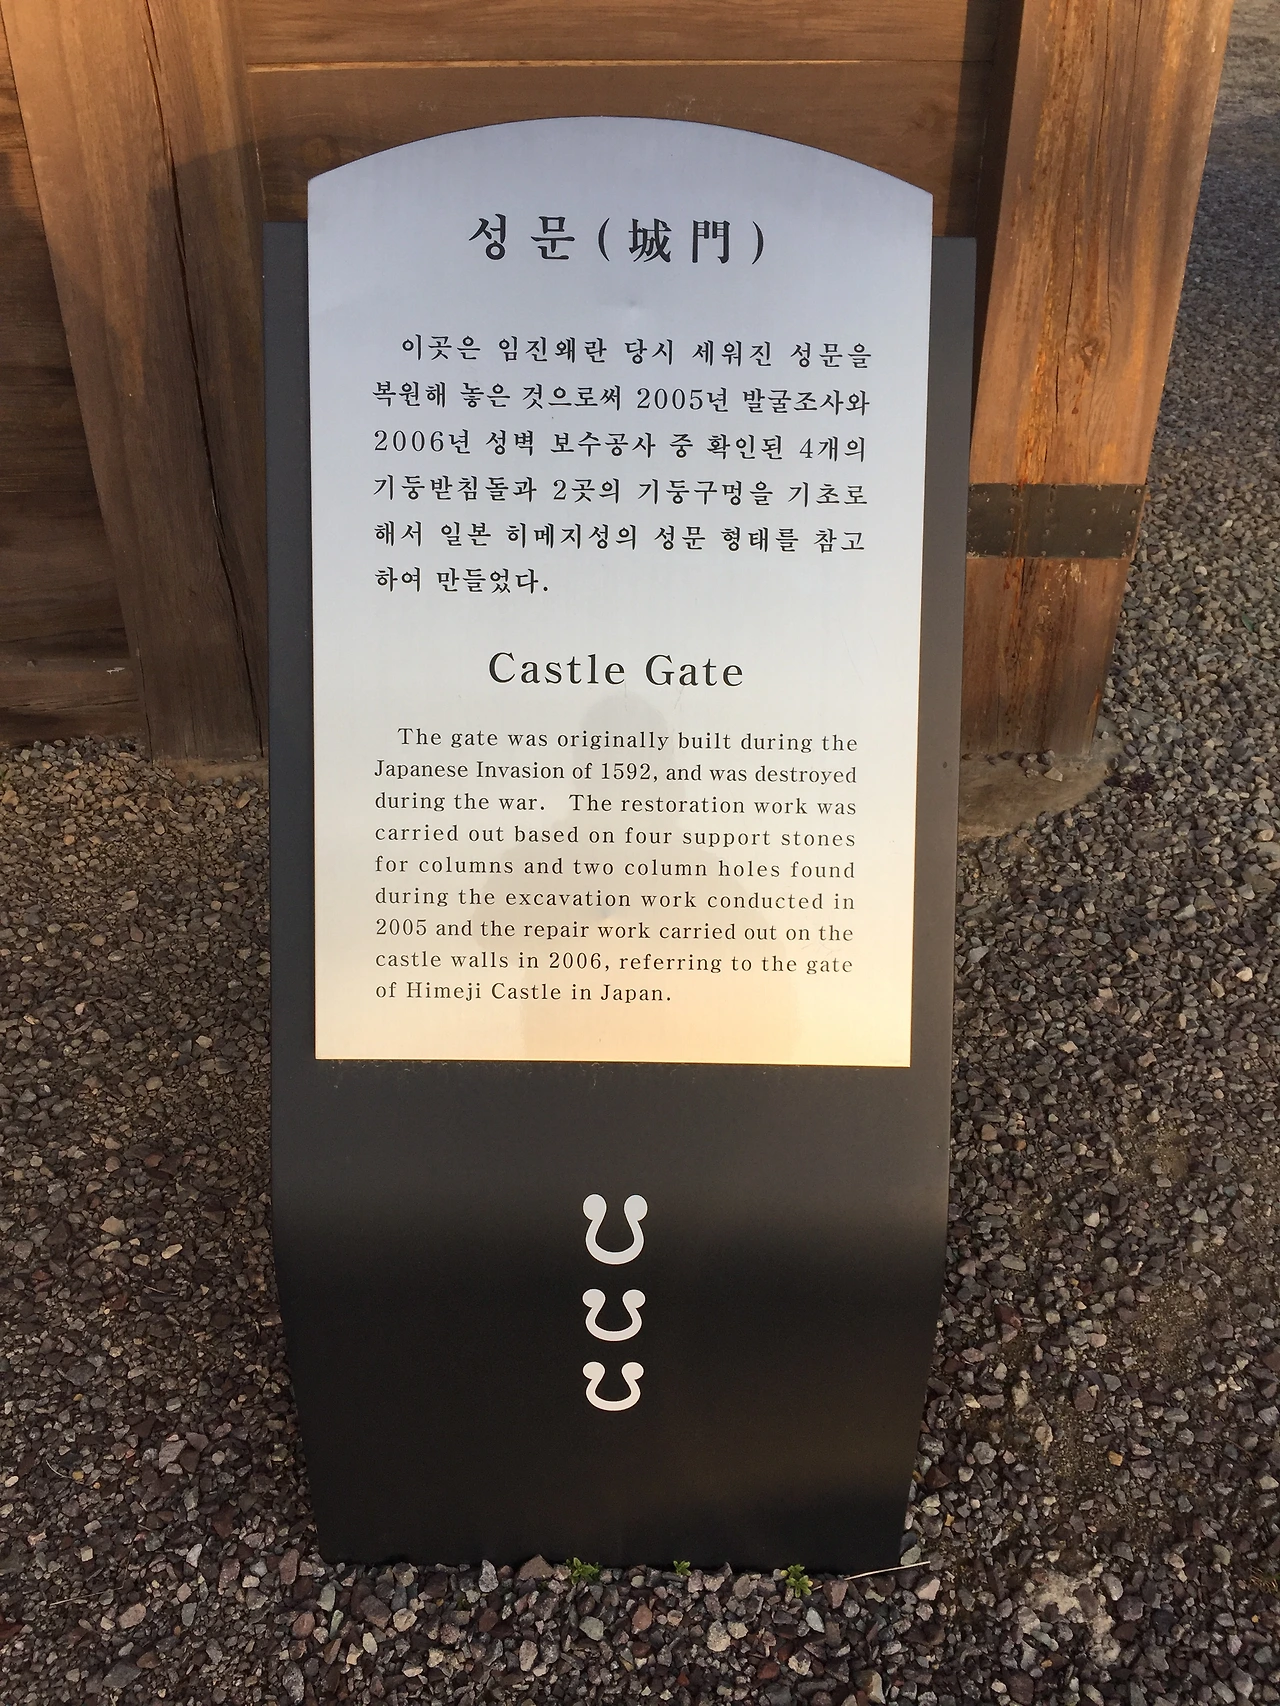 성문(城門)
이곳은 임진왜란 당시 세워진 성문을
복원해 놓은 것으로써 2005년 발굴조사와
2006년 성벽 보수공사 중 확인된 4개의
기둥받침돌과 2곳의 기둥구멍을 기초로
해서 일본 히메지성의 성문 형태를 참고
하여 만들었다.
Castle Gate
The gate was originally built during the
Japanese Invasion of 1592, and was destroyed
during the war. The restoration work was
carried out based on four support stones
for columns and two column holes found
during the excavation work conducted in
2005 and the repair work carried out on the
castle walls in 2006, referring to the gate
of Himeji Castle in Japan.